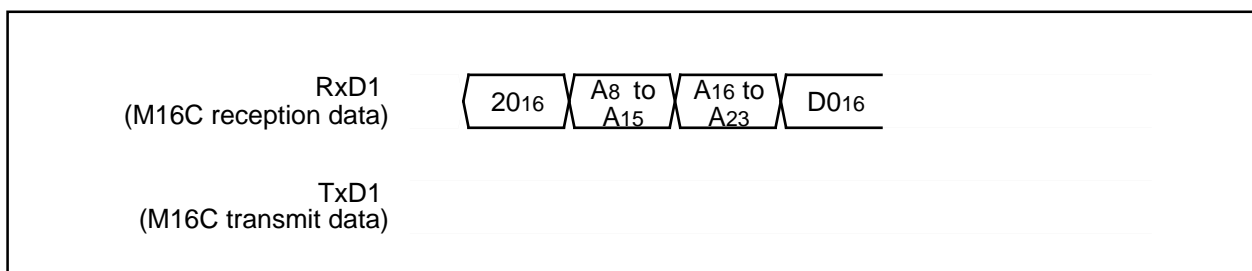 RxD1
(M16C reception data)
2016
A8 to
A15
A16 to
A23
D016
TxD1
(M16C transmit data)